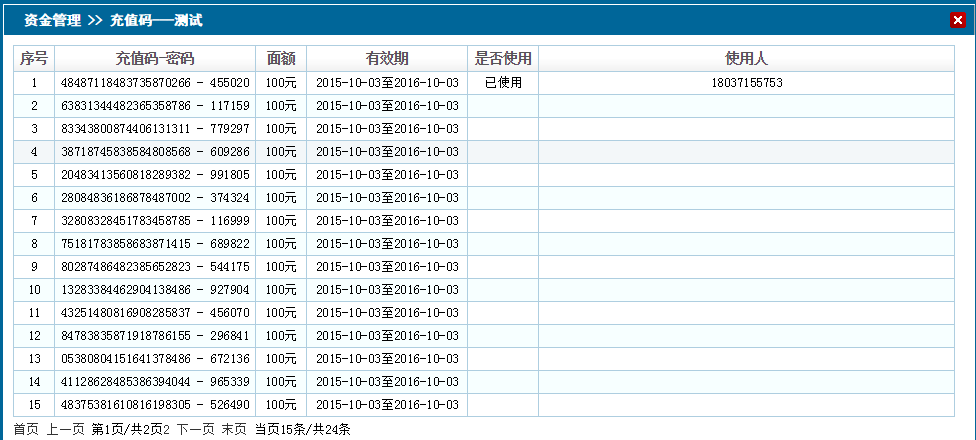 资金管理 >> 充值码——测试
序号 充值码-密码 面额 有效期 是否使用 使用人
1 48487118483735870266 - 455020 100元 2015-10-03至2016-10-03 已使用 18037155753
2 63831344482365358786 - 117159 100元 2015-10-03至2016-10-03
3 83343800874406131311 - 779297 100元 2015-10-03至2016-10-03
4 38718745838584808568 - 609286 100元 2015-10-03至2016-10-03
5 20483413560818289382 - 991805 100元 2015-10-03至2016-10-03
6 28084836186878487002 - 374324 100元 2015-10-03至2016-10-03
7 32808328451783458785 - 116999 100元 2015-10-03至2016-10-03
8 75181783858683871415 - 689822 100元 2015-10-03至2016-10-03
9 80287486482385652823 - 544175 100元 2015-10-03至2016-10-03
10 13283384462904138486 - 927904 100元 2015-10-03至2016-10-03
11 43251480816908285837 - 456070 100元 2015-10-03至2016-10-03
12 84783835871918786155 - 296841 100元 2015-10-03至2016-10-03
13 05380804151641378486 - 672136 100元 2015-10-03至2016-10-03
14 41128628485386394044 - 965339 100元 2015-10-03至2016-10-03
15 48375381610816198305 - 526490 100元 2015-10-03至2016-10-03
首页 上一页 第1页/共2页2 下一页 末页 当页15条/共24条